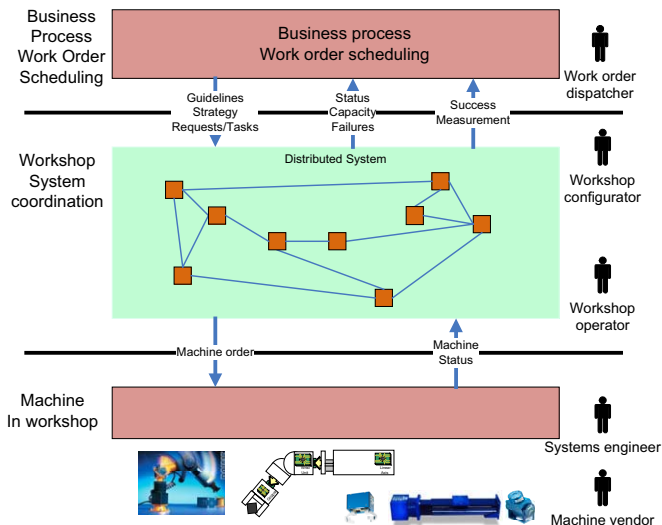 Business
Process
Work Order
Scheduling
Business process
Work order scheduling
Work order
dispatcher
Guidelines
Strategy
Requests/Tasks
Status
Capacity
Failures
Success
Measurement
Workshop
System
coordination
Distributed System
Workshop
configurator
Workshop
operator
Machine order
Machine
Status
Machine
In workshop
Systems engineer
Linear
Axis
Machine vendor